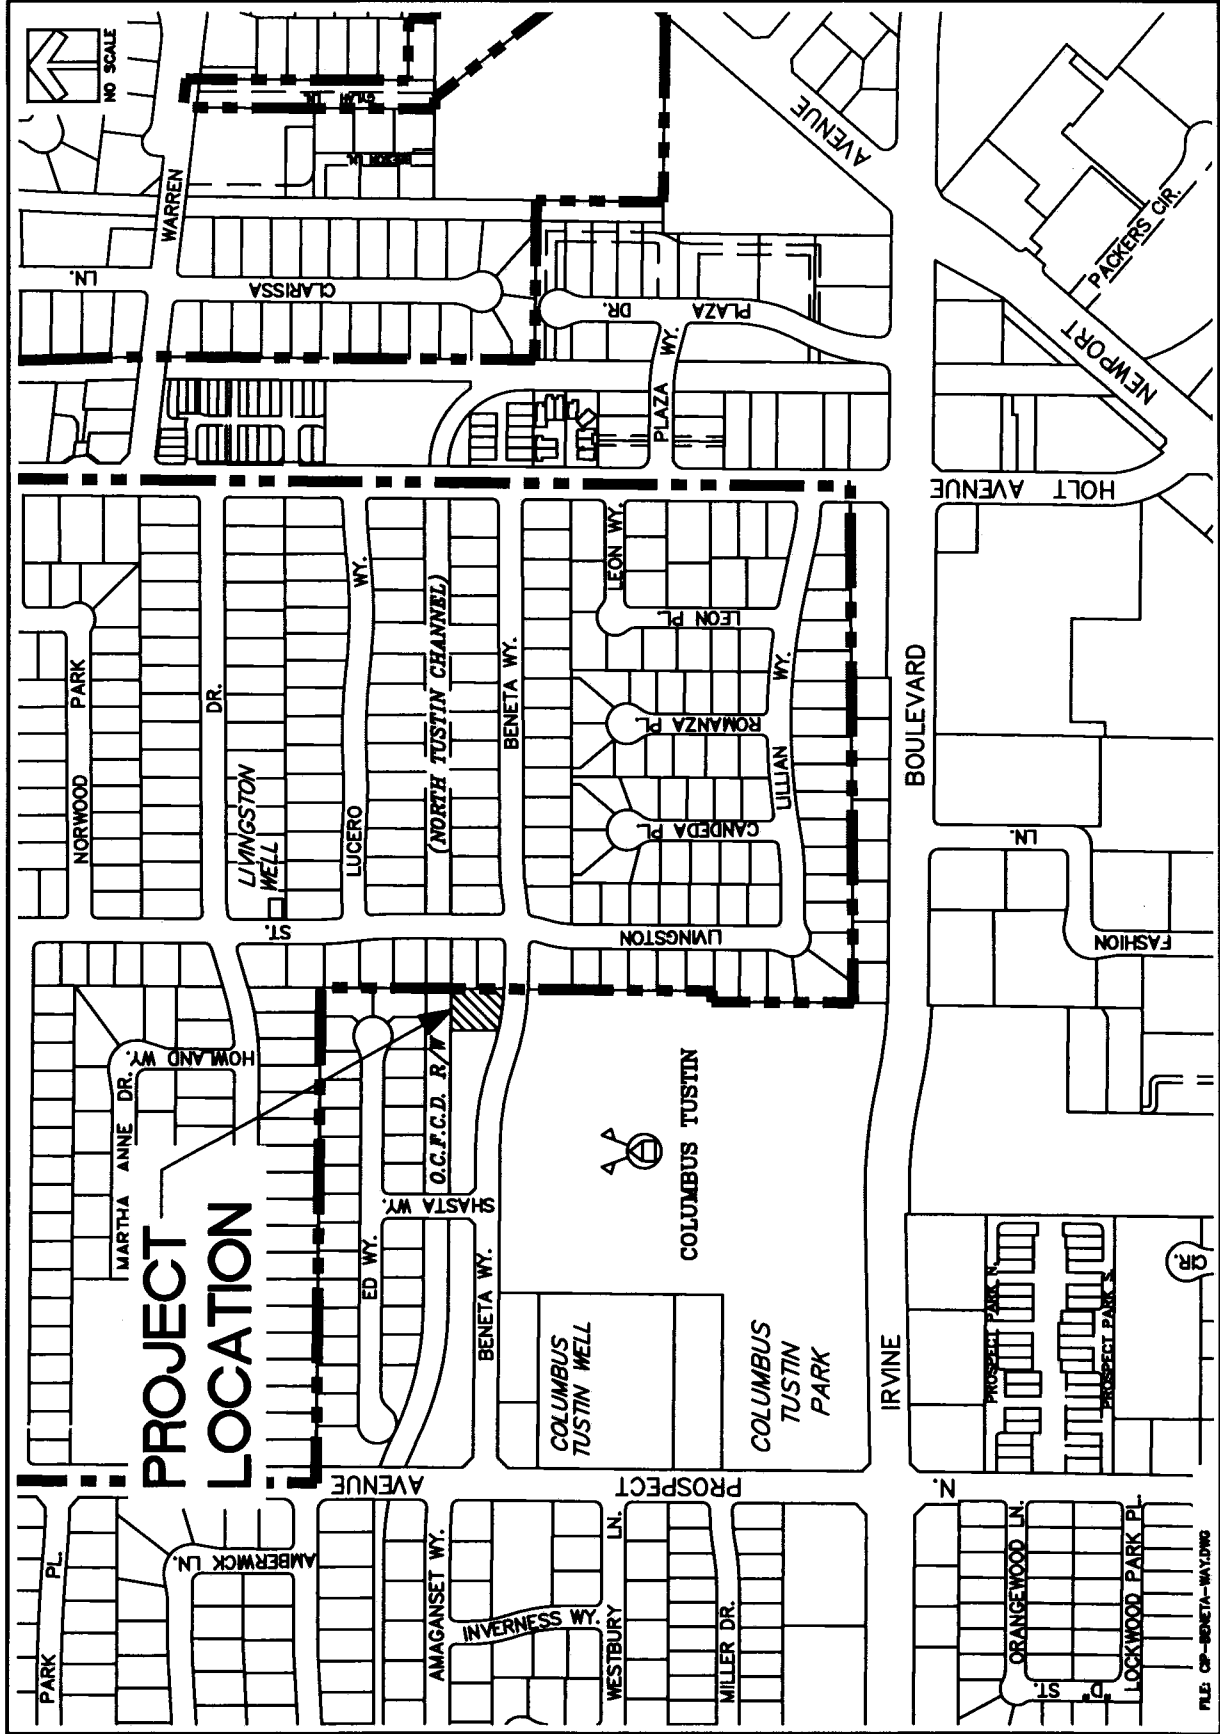 NO SCALE
PROJECT
LOCATION
PARK PL.
AMBERWICK LN.
MARTHA ANNE DR.
HOWLAND WY.
NORWOOD PARK
WARREN
LN.
CLARISSA
LIVINGSTON
WELL
DR.
ST.
LUCERO WY.
ED WY.
O.C.F.C.D. R/W
(NORTH TUSTIN CHANNEL)
SHASTA WY.
BENETA WY.
BENETA WY.
AMAGANSET WY.
INVERNESS WY.
WESTBURY LN.
MILLER DR.
AVENUE
PROSPECT
N.
COLUMBUS
TUSTIN WELL
COLUMBUS TUSTIN
COLUMBUS
TUSTIN
PARK
LIVINGSTON
CANDEDA PL.
ROMANZA PL.
LEON PL.
LEON WY.
LILLIAN WY.
PLAZA WY.
PLAZA DR.
AVENUE
NEWPORT
PACKERS CIR.
HOLT AVENUE
IRVINE
BOULEVARD
FASHION
LN.
PROSPECT PARK N.
PROSPECT PARK S.
CIR.
ORANGEWOOD LN.
LOCKWOOD PARK PL.
"D" ST.
FILE: CIP-BENETA-WAY.DWG